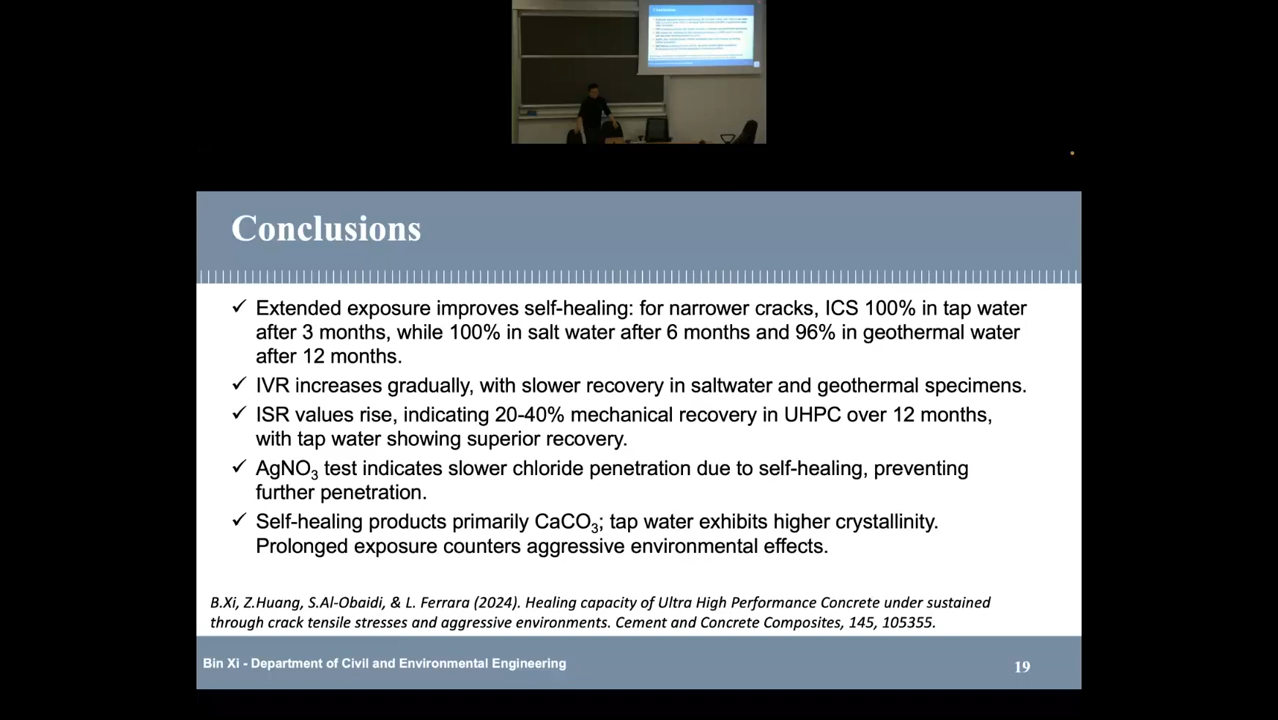 Conclusions
Conclusions
✓ Extended exposure improves self-healing: for narrower cracks, ICS 100% in tap water
after 3 months, while 100% in salt water after 6 months and 96% in geothermal water
after 12 months.
✓ IVR increases gradually, with slower recovery in saltwater and geothermal specimens.
✓ ISR values rise, indicating 20-40% mechanical recovery in UHPC over 12 months,
with tap water showing superior recovery.
✓ AgNO₃ test indicates slower chloride penetration due to self-healing, preventing
further penetration.
✓ Self-healing products primarily CaCO₃; tap water exhibits higher crystallinity.
Prolonged exposure counters aggressive environmental effects.
B.Xi, Z.Huang, S.Al-Obaidi, & L. Ferrara (2024). Healing capacity of Ultra High Performance Concrete under sustained
through crack tensile stresses and aggressive environments. Cement and Concrete Composites, 145, 105355.
Bin Xi - Department of Civil and Environmental Engineering
19